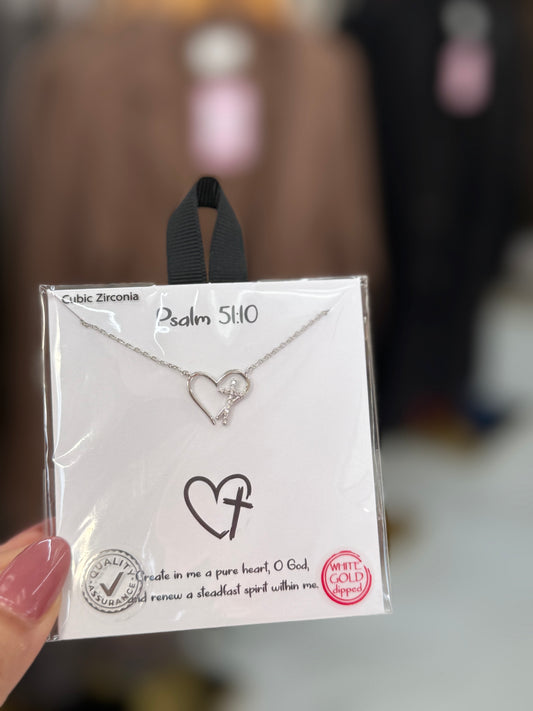 Cubic Zirconia
Psalm 51:10
Create in me a pure heart, O God,
and renew a steadfast spirit within me.
QUALITY
ASSURANCE
WHITE
GOLD
dipped